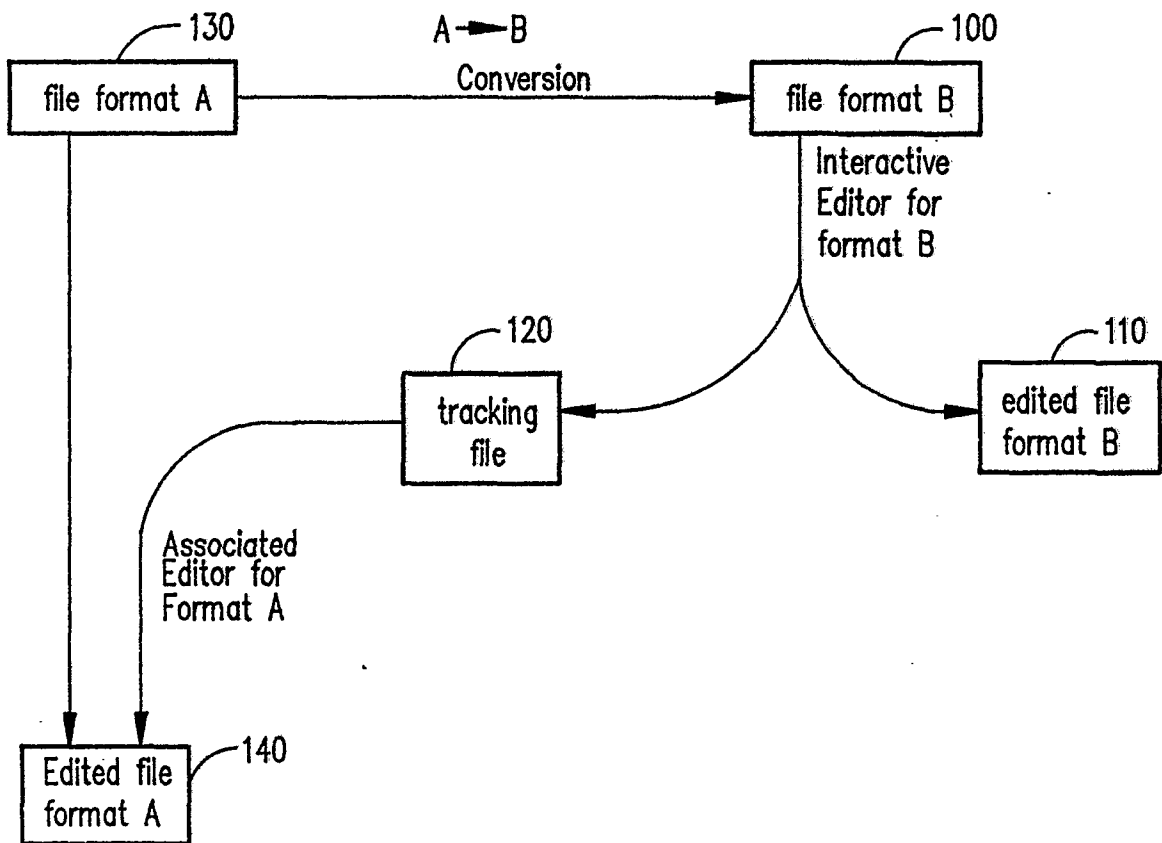 130
A → B
100
file format A
Conversion
file format B
Interactive
Editor for
format B
120
110
tracking
file
edited file
format B
Associated
Editor for
Format A
140
Edited file
format A